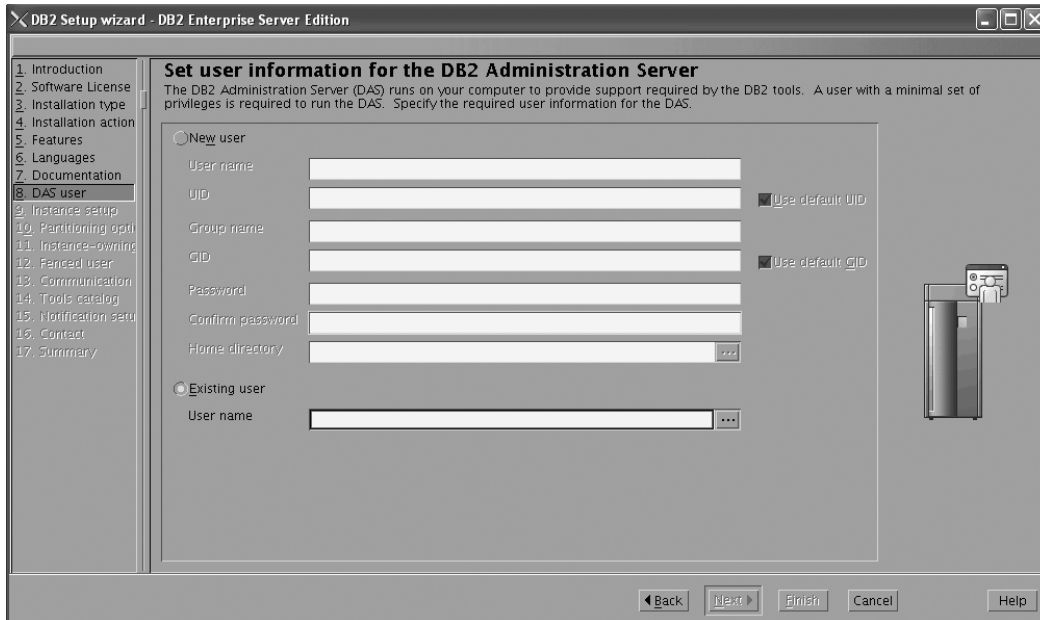 DB2 Setup wizard - DB2 Enterprise Server Edition
1. Introduction
2. Software License
3. Installation type
4. Installation action
5. Features
6. Languages
7. Documentation
8. DAS user
9. Instance setup
10. Partitioning opti
11. Instance-owning
12. Fenced user
13. Communication
14. Tools catalog
15. Notification setu
16. Contact
17. Summary
Set user information for the DB2 Administration Server
The DB2 Administration Server (DAS) runs on your computer to provide support required by the DB2 tools. A user with a minimal set of
privileges is required to run the DAS. Specify the required user information for the DAS.
New user
User name
UID
Use default UID
Group name
GID
Use default GID
Password
Confirm password
Home directory
...
Existing user
User name
...
Back
Next
Finish
Cancel
Help